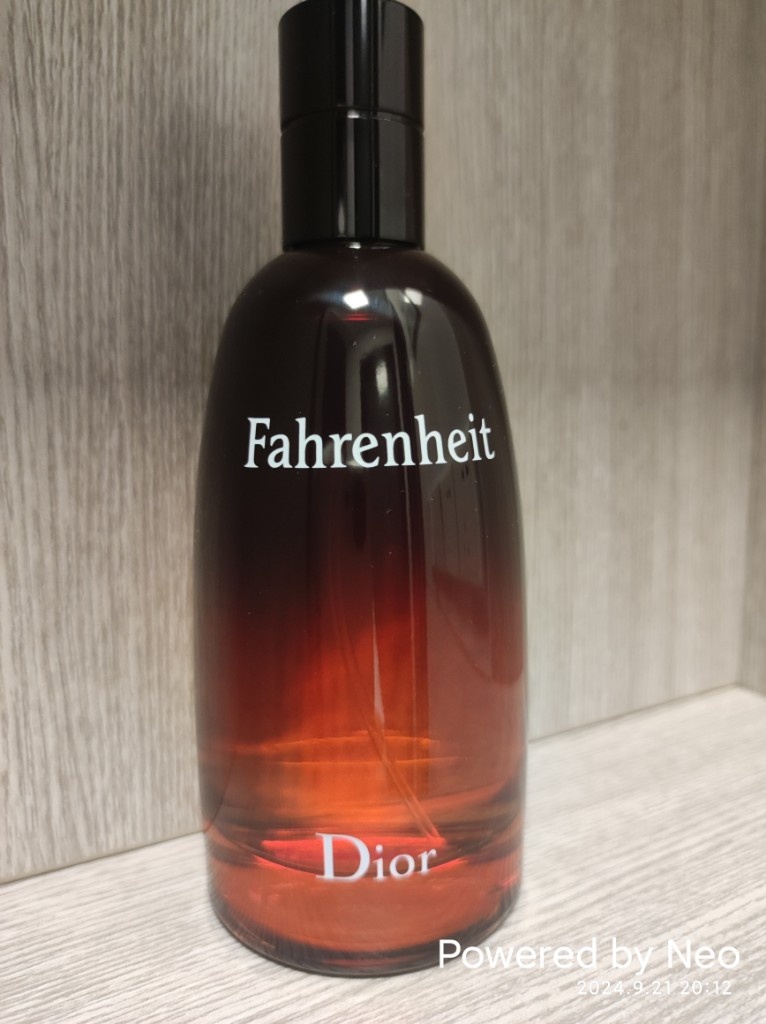 Fahrenheit
Dior
Powered by Neo
2024.9.21 20:12